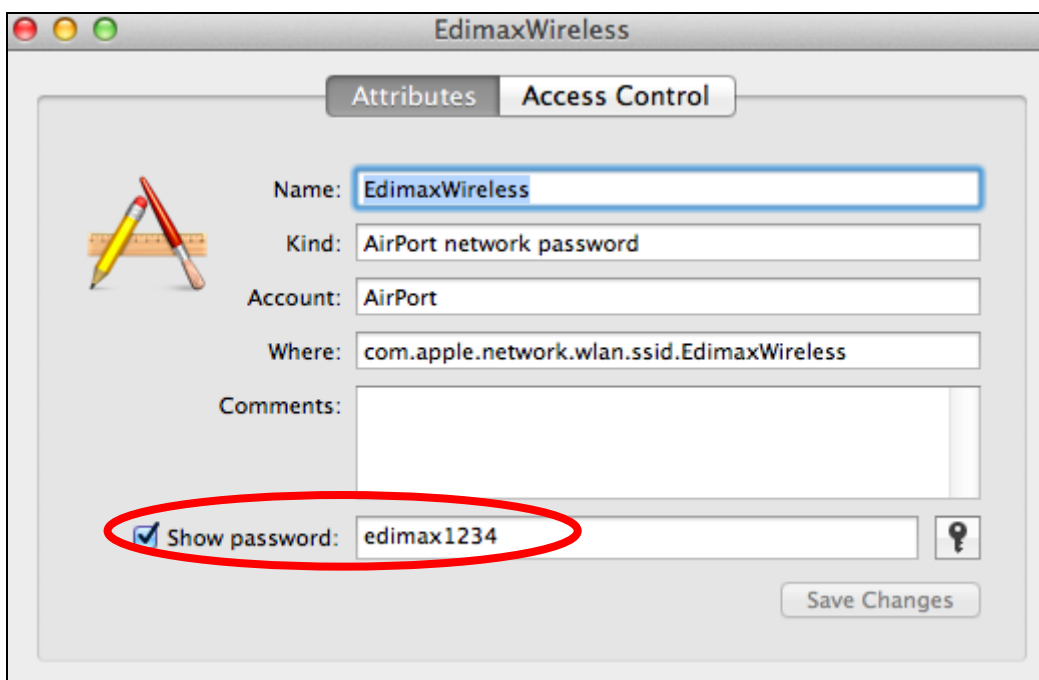 EdimaxWireless
Attributes Access Control
Name: EdimaxWireless
Kind: AirPort network password
Account: AirPort
Where: com.apple.network.wlan.ssid.EdimaxWireless
Comments:
Show password: edimax1234
Save Changes